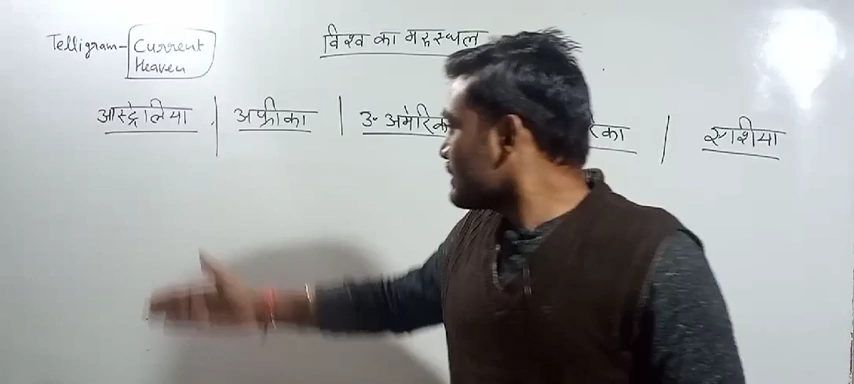 Telligram - Current
Heaven
विश्व का मरुस्थल
आस्ट्रेलिया | अफ्रीका | उ॰ अमेरिक रिका | एशिया